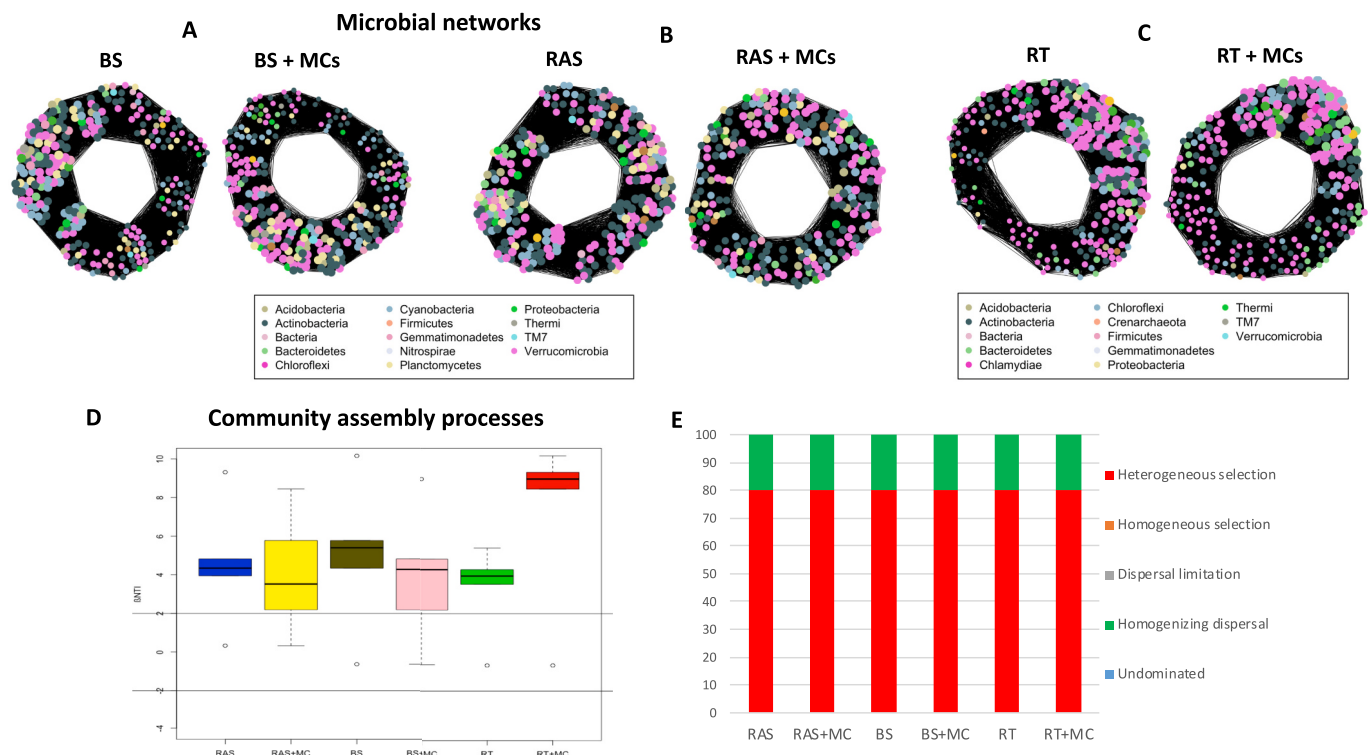 Microbial networks
A
B
C
BS
BS + MCs
RAS
RAS + MCs
RT
RT + MCs
Acidobacteria
Actinobacteria
Bacteria
Bacteroidetes
Chloroflexi
Cyanobacteria
Firmicutes
Gemmatimonadetes
Nitrospirae
Planctomycetes
Proteobacteria
Thermi
TM7
Verrucomicrobia
Acidobacteria
Actinobacteria
Bacteria
Bacteroidetes
Chlamydiae
Chloroflexi
Crenarchaeota
Firmicutes
Gemmatimonadetes
Proteobacteria
Thermi
TM7
Verrucomicrobia
D
Community assembly processes
10
8
6
4
2
0
-2
-4
βNTI
RAS
RAS+MC
BS
BS+MC
RT
RT+MC
E
100
90
80
70
60
50
40
30
20
10
0
RAS
RAS+MC
BS
BS+MC
RT
RT+MC
Heterogeneous selection
Homogeneous selection
Dispersal limitation
Homogenizing dispersal
Undominated